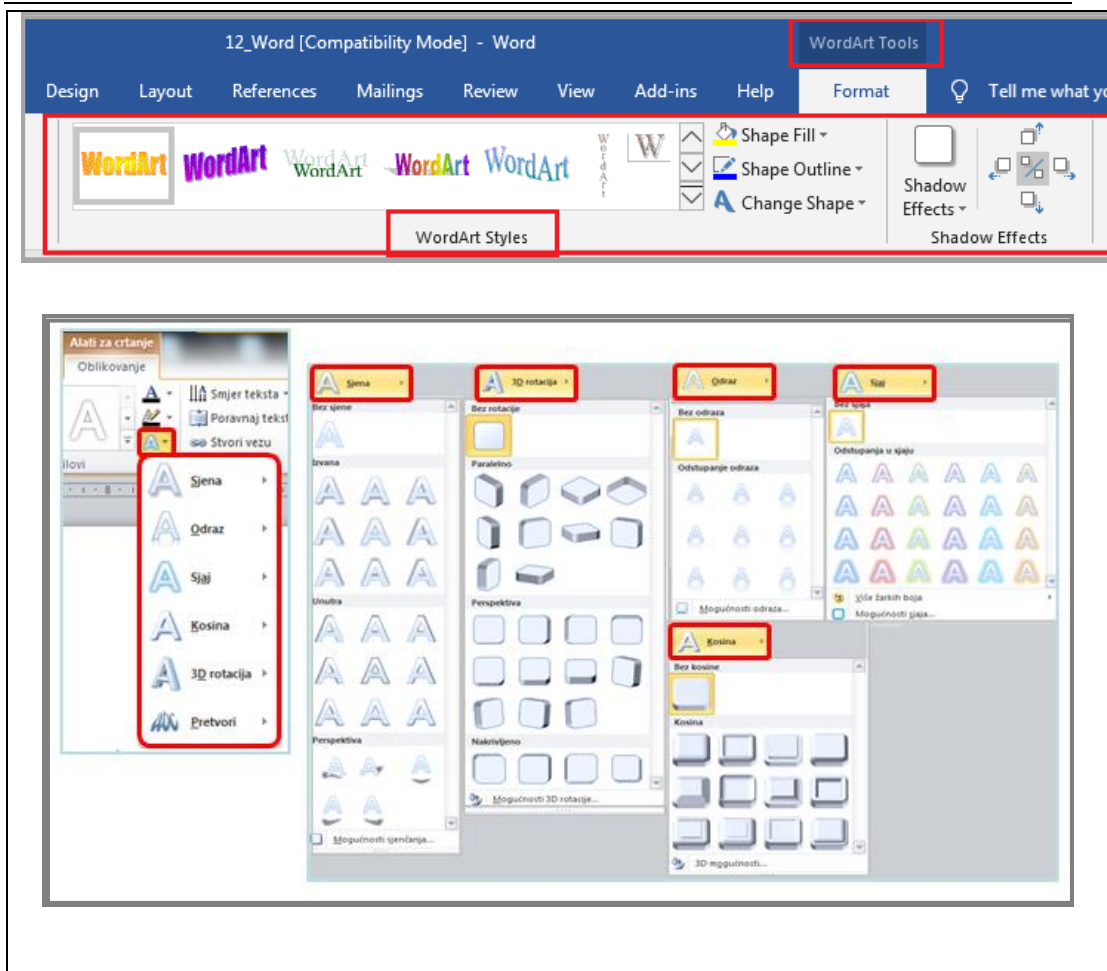 12_Word [Compatibility Mode] - Word WordArt Tools
Design Layout References Mailings Review View Add-ins Help Format Tell me what yo
WordArt WordArt WordArt WordArt WordArt WordArt W
Shape Fill
Shape Outline
Change Shape
Shadow
Effects
WordArt Styles Shadow Effects
Alati za crtanje
Oblikovanje
Smjer teksta
Poravnaj tekst
Stvori vezu
ilovi
8
Sjena
Odraz
Sjaj
Kosina
3D rotacija
Pretvori
Sjena
Bez sjene
Izvana
Unutra
Perspektiva
Mogućnosti sjenčanja...
3D rotacija
Bez rotacije
Paralelno
Perspektiva
Nakrivljeno
Mogućnosti 3D rotacije...
Odraz
Bez odraza
Odstupanje odraza
Mogućnosti odraza...
Sjaj
Bez sjaja
Odstupanja u sjaju
Više žarkih boja
Mogućnosti sjaja...
Kosina
Bez kosine
Kosina
3D mogućnosti...